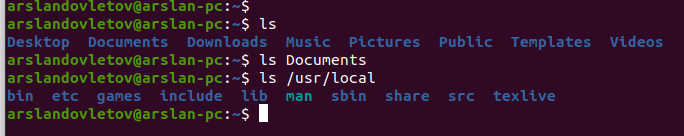 arslandovletov@arslan-pc:~$
arslandovletov@arslan-pc:~$ ls
Desktop Documents Downloads Music Pictures Public Templates Videos
arslandovletov@arslan-pc:~$ ls Documents
arslandovletov@arslan-pc:~$ ls /usr/local
bin etc games include lib man sbin share src texlive
arslandovletov@arslan-pc:~$